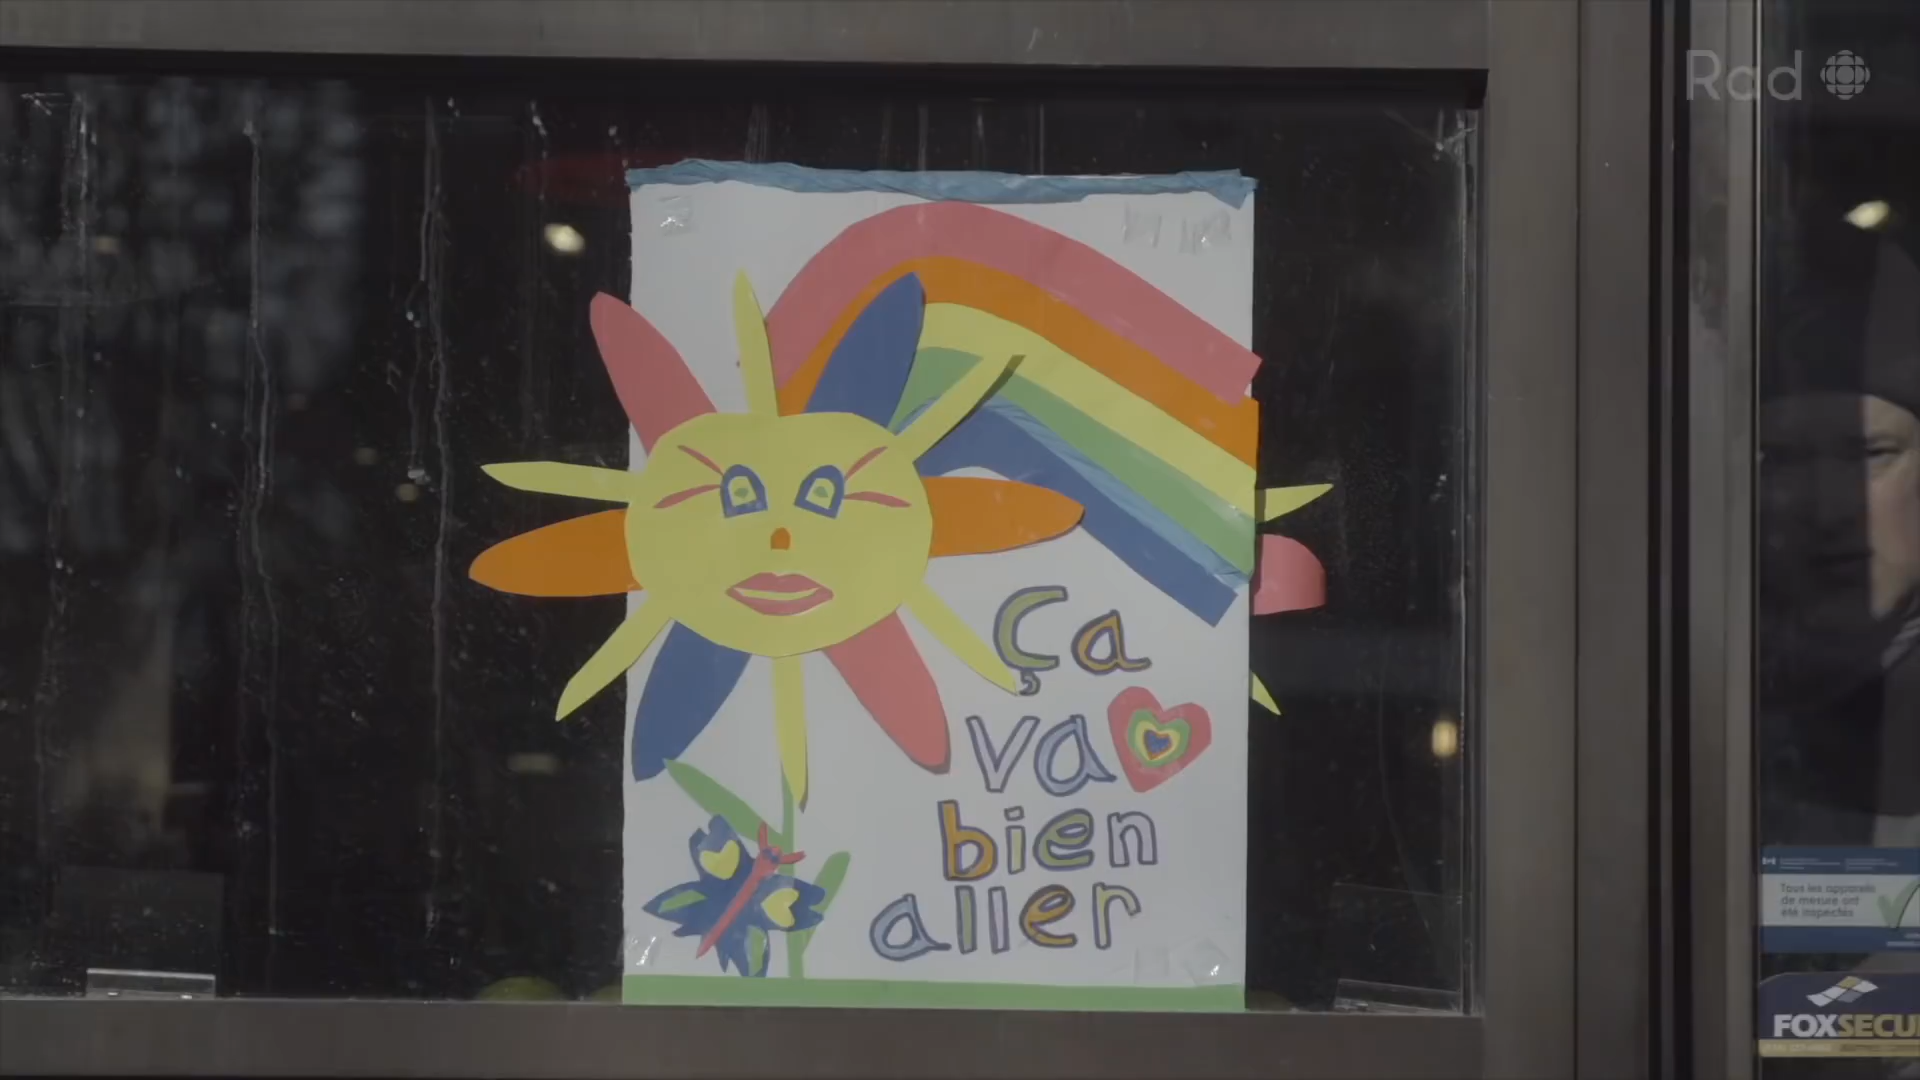 Rad
Ça
va
bien
aller
Tous les appareils
de mesure ont
été inspectés
FOXSECU